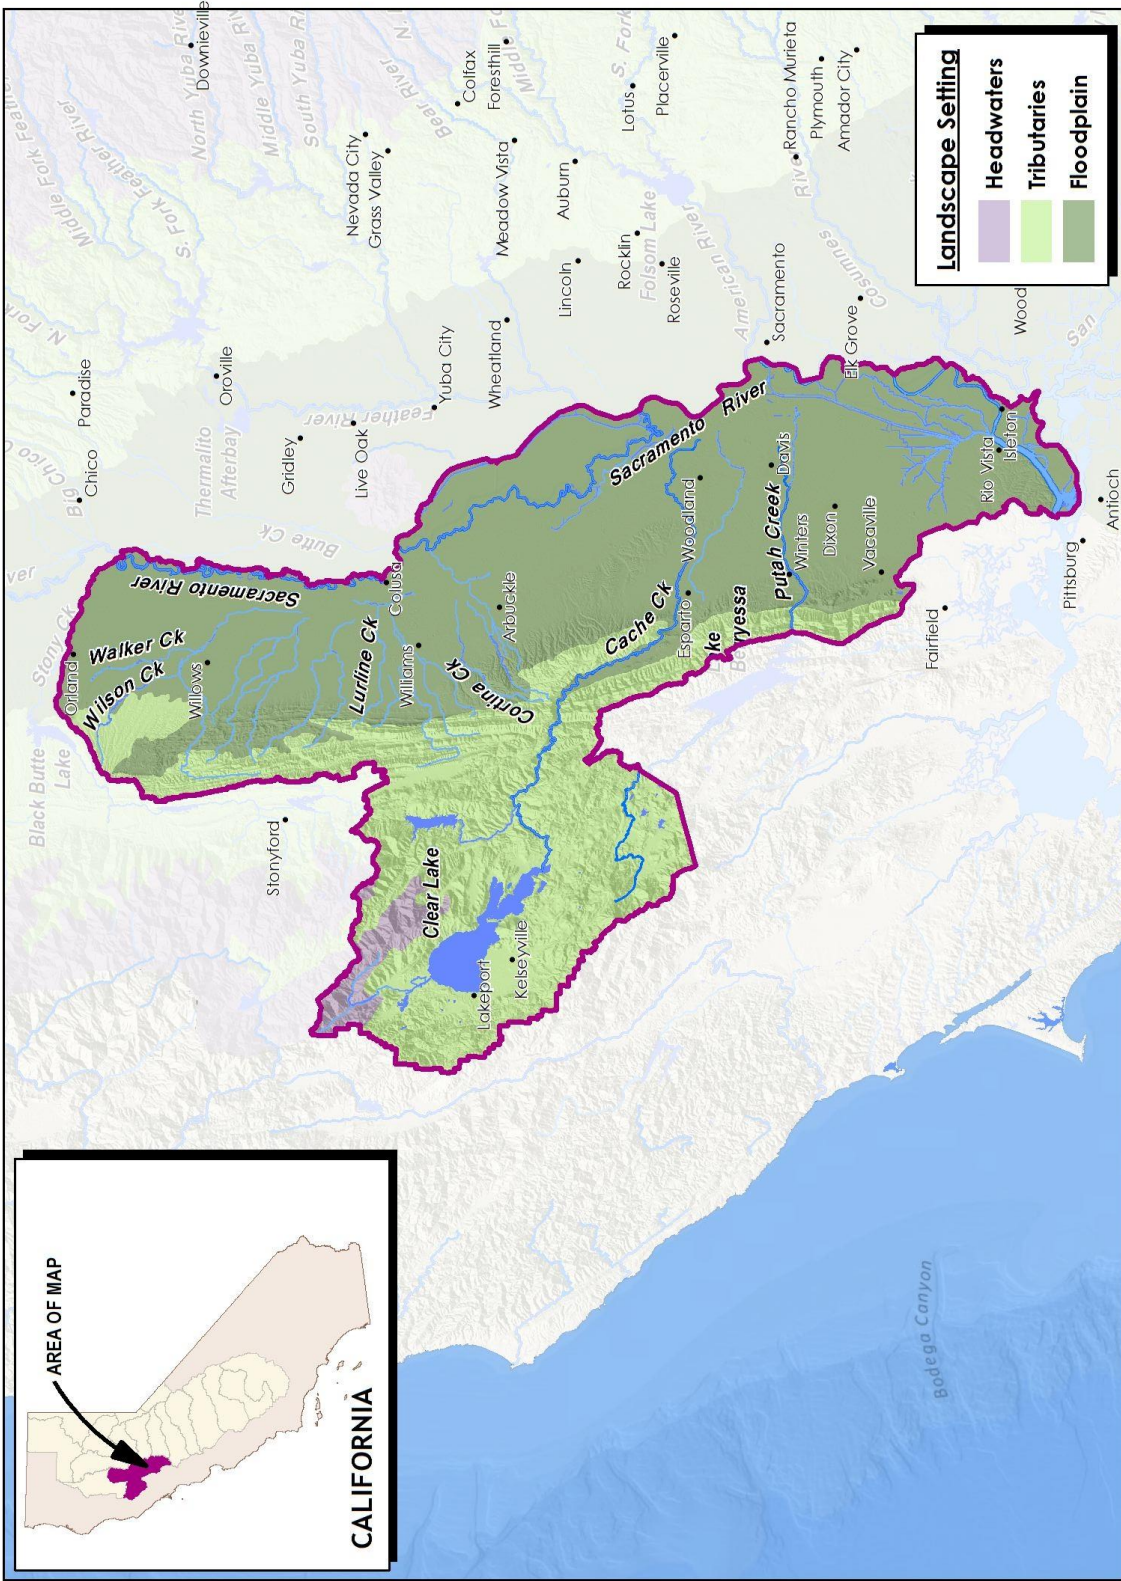 AREA OF MAP
CALIFORNIA
Landscape Setting
Headwaters
Tributaries
Floodplain
Bodega Canyon
Black Butte
Lake
Stony Ck
Orland
Walker Ck
Wilson Ck
Willows
Stonyford
Sacramento River
Lurline Ck
Williams
Colusa
Cortina Ck
Arbuckle
Clear Lake
Lakeport
Kelseyville
Cache Ck
Esparto
Woodland
Sacramento River
Putah Creek
Winters
Davis
Dixon
Vacaville
Fairfield
Rio Vista
Isleton
Pittsburg
Antioch
Chico
Paradise
N. Fork
Middle Fork Feather
S. Fork Feather River
Thermalito
Afterbay
Oroville
Gridley
Live Oak
Butte Ck
Feather River
Yuba City
Wheatland
North Yuba River
Downieville
Middle Yuba River
South Yuba River
Nevada City
Grass Valley
Bear River
Colfax
Foresthill
Meadow Vista
Auburn
Lincoln
Rocklin
Roseville
Folsom Lake
S. Fork
Lotus
Placerville
American River
Sacramento
Elk Grove
Cosumnes
River
Rancho Murieta
Plymouth
Amador City
Wood
San